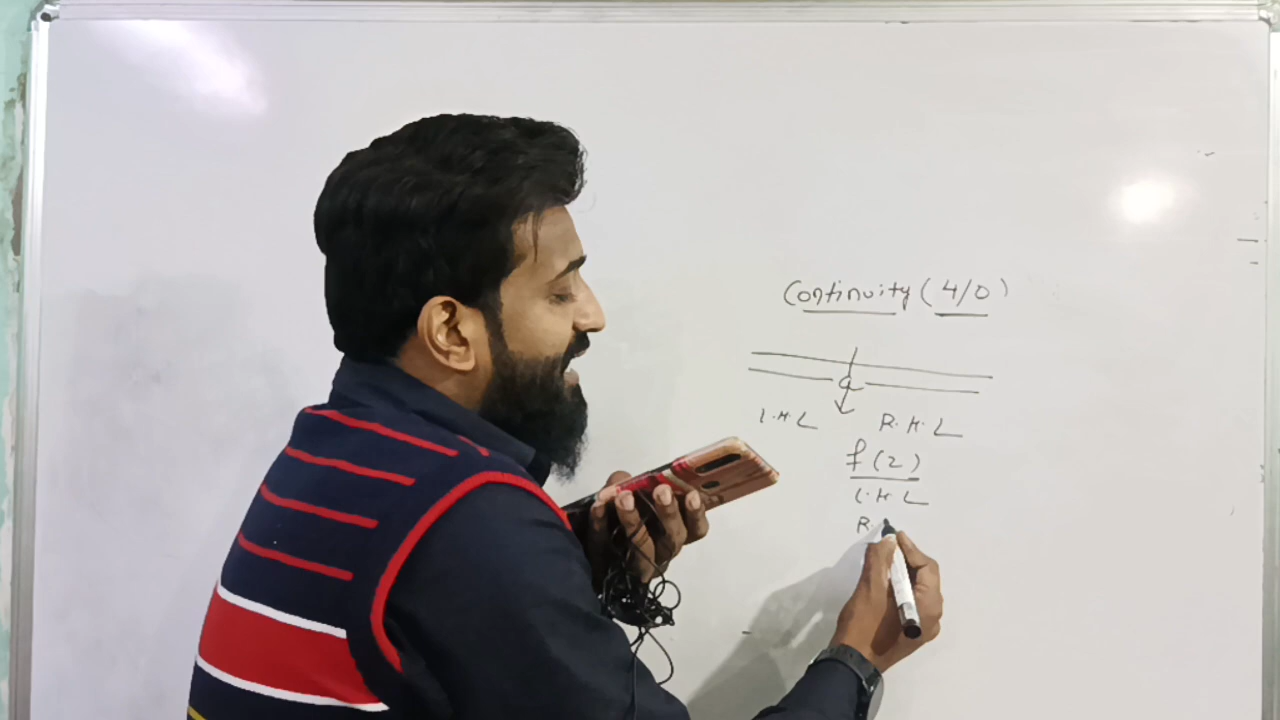 Continuity (4/0)
a
L.H.L R.H.L
f(2)
L.H L
R.